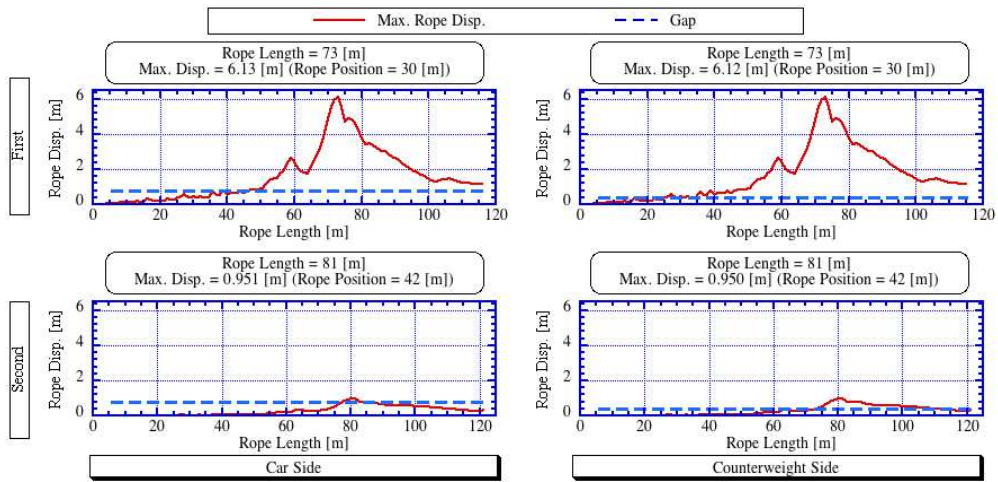 Max. Rope Disp. Gap
Rope Length = 73 [m]
Max. Disp. = 6.13 [m] (Rope Position = 30 [m])
Rope Length = 73 [m]
Max. Disp. = 6.12 [m] (Rope Position = 30 [m])
First
Rope Disp. [m]
6
4
2
0
0 20 40 60 80 100 120
Rope Length [m]
Rope Disp. [m]
6
4
2
0
0 20 40 60 80 100 120
Rope Length [m]
Rope Length = 81 [m]
Max. Disp. = 0.951 [m] (Rope Position = 42 [m])
Rope Length = 81 [m]
Max. Disp. = 0.950 [m] (Rope Position = 42 [m])
Second
Rope Disp. [m]
6
4
2
0
0 20 40 60 80 100 120
Rope Length [m]
Rope Disp. [m]
6
4
2
0
0 20 40 60 80 100 120
Rope Length [m]
Car Side
Counterweight Side